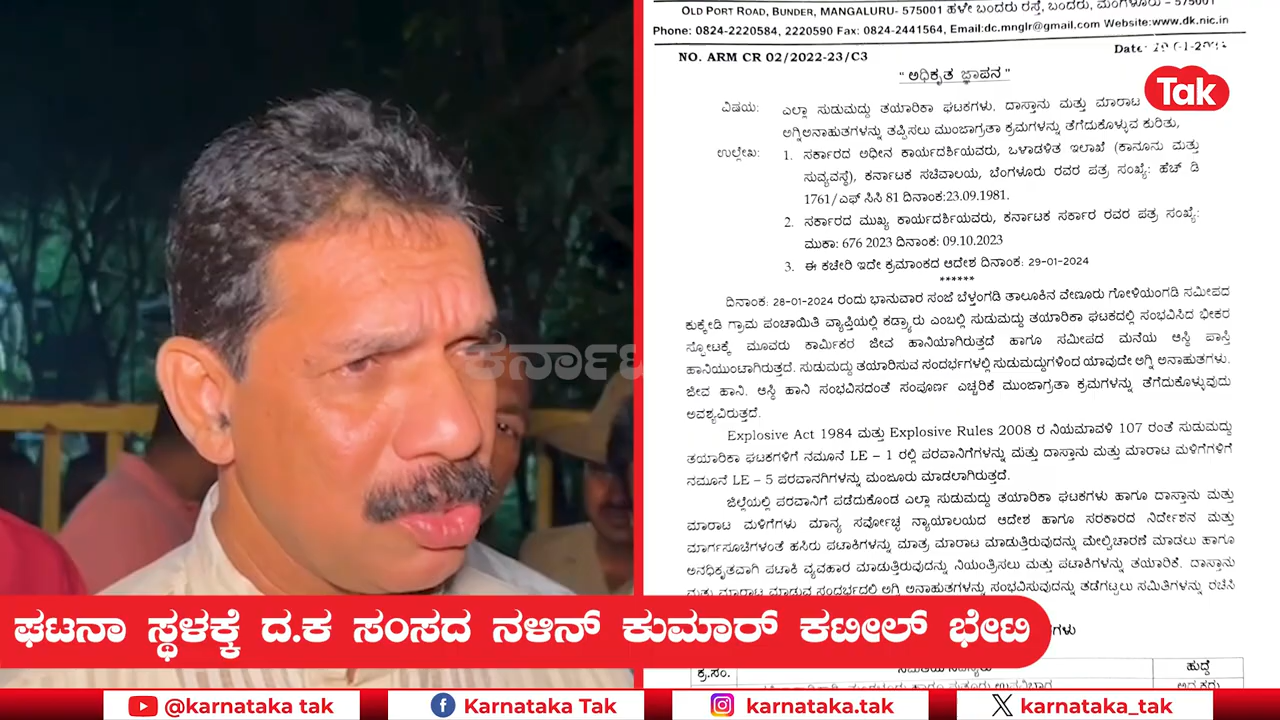 OLD PORT ROAD, BUNDER, MANGALURU- 575001 ಹಳೇ ಬಂದರು ರಸ್ತೆ, ಬಂದರು, ಮಂಗಳೂರು – 575001
Phone: 0824-2220584, 2220590 Fax: 0824-2441564, Email:dc.mnglr@gmail.com Website:www.dk.nic.in
NO. ARM CR 02/2022-23/C3
Date:
" ಅಧಿಕೃತ ಜ್ಞಾಪನ "
Tak
ವಿಷಯ: ಎಲ್ಲಾ ಸುಡುಮದ್ದು ತಯಾರಿಕಾ ಘಟಕಗಳು, ದಾಸ್ತಾನು ಮತ್ತು ಮಾರಾಟ
ಅಗ್ನಿಅನಾಹುತಗಳನ್ನು ತಪ್ಪಿಸಲು ಮುಂಜಾಗ್ರತಾ ಕ್ರಮಗಳನ್ನು ತೆಗೆದುಕೊಳ್ಳುವ ಕುರಿತು,
ಉಲ್ಲೇಖ: 1. ಸರ್ಕಾರದ ಅಧೀನ ಕಾರ್ಯದರ್ಶಿಯವರು, ಒಳಾಡಳಿತ ಇಲಾಖೆ (ಕಾನೂನು ಮತ್ತು
ಸುವ್ಯವಸ್ಥೆ), ಕರ್ನಾಟಕ ಸಚಿವಾಲಯ, ಬೆಂಗಳೂರು ರವರ ಪತ್ರ ಸಂಖ್ಯೆ: ಹೆಚ್ ಡಿ
1761/ಎಫ್ ಸಿಸಿ 81 ದಿನಾಂಕ:23.09.1981.
2. ಸರ್ಕಾರದ ಮುಖ್ಯ ಕಾರ್ಯದರ್ಶಿಯವರು, ಕರ್ನಾಟಕ ಸರ್ಕಾರ ರವರ ಪತ್ರ ಸಂಖ್ಯೆ:
ಮುಕಾ: 676 2023 ದಿನಾಂಕ: 09.10.2023
3. ಈ ಕಚೇರಿ ಇದೇ ಕ್ರಮಾಂಕದ ಆದೇಶ ದಿನಾಂಕ: 29-01-2024
******
ದಿನಾಂಕ: 28-01-2024 ರಂದು ಭಾನುವಾರ ಸಂಜೆ ಬೆಳ್ತಂಗಡಿ ತಾಲೂಕಿನ ವೇಣೂರು ಗೋಳಿಯಂಗಡಿ ಸಮೀಪದ
ಕುಕ್ಕೇಡಿ ಗ್ರಾಮ ಪಂಚಾಯಿತಿ ವ್ಯಾಪ್ತಿಯಲ್ಲಿ ಕಡ್ತ್ಯಾರು ಎಂಬಲ್ಲಿ ಸುಡುಮದ್ದು ತಯಾರಿಕಾ ಘಟಕದಲ್ಲಿ ಸಂಭವಿಸಿದ ಭೀಕರ
ಸ್ಫೋಟಕ್ಕೆ ಮೂವರು ಕಾರ್ಮಿಕರ ಜೀವ ಹಾನಿಯಾಗಿರುತ್ತದೆ ಹಾಗೂ ಸಮೀಪದ ಮನೆಯ ಆಸ್ತಿ ಪಾಸ್ತಿ
ಹಾನಿಯುಂಟಾಗಿರುತ್ತದೆ. ಸುಡುಮದ್ದು ತಯಾರಿಸುವ ಸಂದರ್ಭಗಳಲ್ಲಿ ಸುಡುಮದ್ದುಗಳಿಂದ ಯಾವುದೇ ಅಗ್ನಿ ಅನಾಹುತಗಳು.
ಜೀವ ಹಾನಿ. ಆಸ್ತಿ ಹಾನಿ ಸಂಭವಿಸದಂತೆ ಸಂಪೂರ್ಣ ಎಚ್ಚರಿಕೆ ಮುಂಜಾಗ್ರತಾ ಕ್ರಮಗಳನ್ನು ತೆಗೆದುಕೊಳ್ಳುವುದು
ಅವಶ್ಯವಿರುತ್ತದೆ.
Explosive Act 1984 ಮತ್ತು Explosive Rules 2008 ರ ನಿಯಮಾವಳಿ 107 ರಂತೆ ಸುಡುಮದ್ದು
ತಯಾರಿಕಾ ಘಟಕಗಳಿಗೆ ನಮೂನೆ LE – 1 ರಲ್ಲಿ ಪರವಾನಿಗೆಗಳನ್ನು ಮತ್ತು ದಾಸ್ತಾನು ಮತ್ತು ಮಾರಾಟ ಮಳಿಗೆಗಳಿಗೆ
ನಮೂನೆ LE – 5 ಪರವಾನಗಿಗಳನ್ನು ಮಂಜೂರು ಮಾಡಲಾಗಿರುತ್ತದೆ.
ಜಿಲ್ಲೆಯಲ್ಲಿ ಪರವಾನಿಗೆ ಪಡೆದುಕೊಂಡ ಎಲ್ಲಾ ಸುಡುಮದ್ದು ತಯಾರಿಕಾ ಘಟಕಗಳು ಹಾಗೂ ದಾಸ್ತಾನು ಮತ್ತು
ಮಾರಾಟ ಮಳಿಗೆಗಳು ಮಾನ್ಯ ಸರ್ವೋಚ್ಛ ನ್ಯಾಯಾಲಯದ ಆದೇಶ ಹಾಗೂ ಸರಕಾರದ ನಿರ್ದೇಶನ ಮತ್ತು
ಮಾರ್ಗಸೂಚಿಗಳಂತೆ ಹಸಿರು ಪಟಾಕಿಗಳನ್ನು ಮಾತ್ರ ಮಾರಾಟ ಮಾಡುತ್ತಿರುವುದನ್ನು ಮೇಲ್ವಿಚಾರಣೆ ಮಾಡಲು ಹಾಗೂ
ಅನಧಿಕೃತವಾಗಿ ಪಟಾಕಿ ವ್ಯವಹಾರ ಮಾಡುತ್ತಿರುವುದನ್ನು ನಿಯಂತ್ರಿಸಲು ಮತ್ತು ಪಟಾಕಿಗಳನ್ನು ತಯಾರಿಕೆ. ದಾಸ್ತಾನು
ಮತ್ತು ಮಾರಾಟ ಮಾಡುವ ಸಂದರ್ಭದಲ್ಲಿ ಅಗ್ನಿ ಅನಾಹುತಗಳನ್ನು ಸಂಭವಿಸುವುದನ್ನು ತಡೆಗಟ್ಟಲು ಸಮಿತಿಗಳನ್ನು ರಚಿಸಿ
ಕರ್ನಾಟ
ಘಟನಾ ಸ್ಥಳಕ್ಕೆ ದ.ಕ ಸಂಸದ ನಳಿನ್ ಕುಮಾರ್ ಕಟೀಲ್ ಭೇಟಿ
ಕ್ರ.ಸಂ. ಹುದ್ದೆ
@karnataka tak
Karnataka Tak
karnataka.tak
karnataka_tak